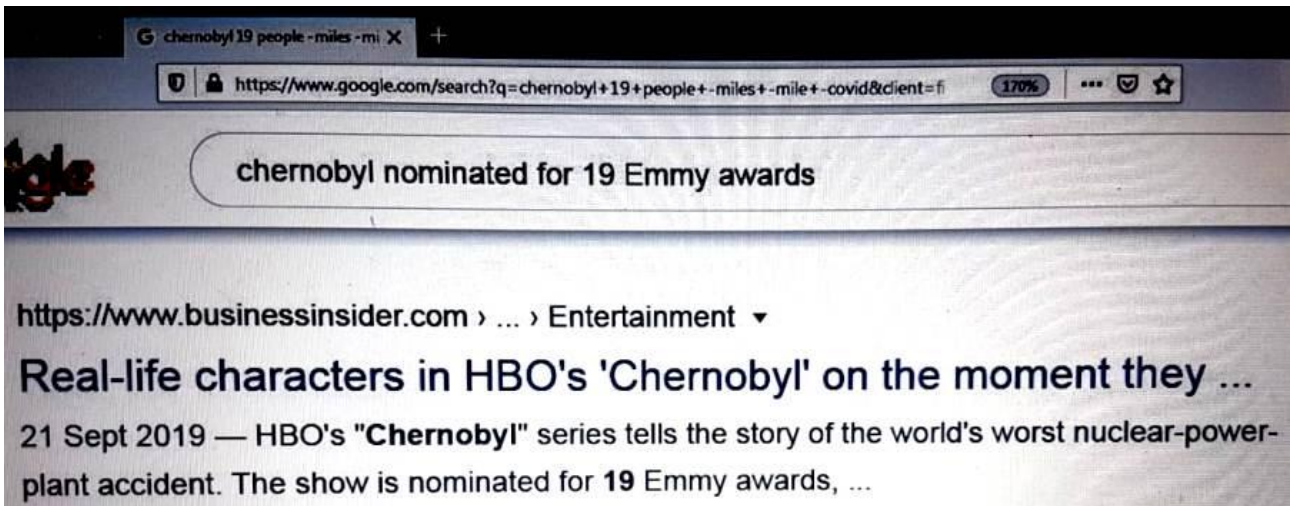 G chernobyl 19 people -miles -mi X +
https://www.google.com/search?q=chernobyl+19+people+-miles+-mile+-covid&client=fi 170% ...
gle
chernobyl nominated for 19 Emmy awards
https://www.businessinsider.com › ... › Entertainment
Real-life characters in HBO's 'Chernobyl' on the moment they ...
21 Sept 2019 — HBO's "Chernobyl" series tells the story of the world's worst nuclear-power-
plant accident. The show is nominated for 19 Emmy awards, ...